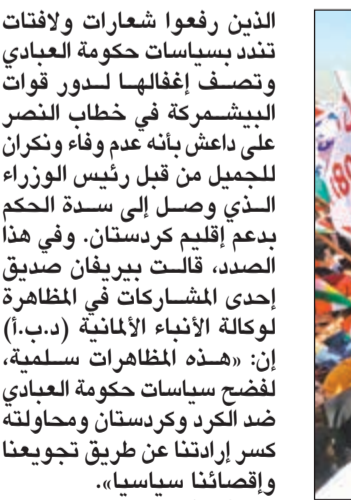 الذين رفعوا شعارات ولافتات
تندد بسياسات حكومة العبادي
وتصف إغفالها لدور قوات
البيشمركة في خطاب النصر
على داعش بأنه عدم وفاء ونكران
للجميل من قبل رئيس الوزراء
الذي وصل إلى سدة الحكم
بدعم إقليم كردستان. وفي هذا
الصدد، قالت بيريفان صديق
إحدى المشاركات في المظاهرة
لوكالة الأنباء الألمانية (د.ب.أ)
إن: «هذه المظاهرات سلمية،
لفضح سياسات حكومة العبادي
ضد الكرد وكردستان ومحاولته
كسر إرادتنا عن طريق تجويعنا
وإقصائنا سياسيا».